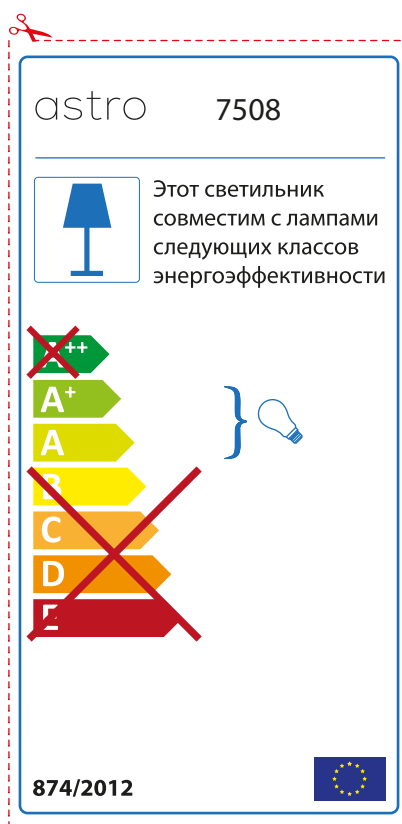 astro 7508
Этот светильник
совместим с лампами
следующих классов
энергоэффективности
A++
A+
A
B
C
D
E
874/2012